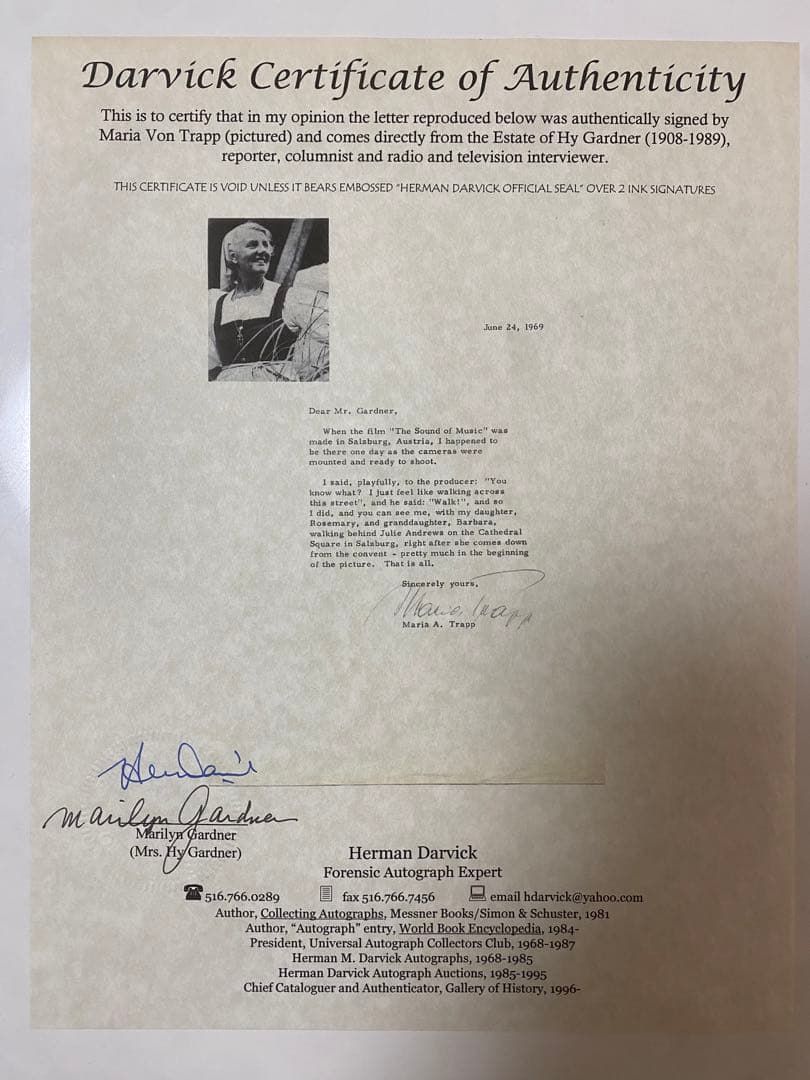 Darvick Certificate of Authenticity
This is to certify that in my opinion the letter reproduced below was authentically signed by
Maria Von Trapp (pictured) and comes directly from the Estate of Hy Gardner (1908-1989),
reporter, columnist and radio and television interviewer.
THIS CERTIFICATE IS VOID UNLESS IT BEARS EMBOSSED "HERMAN DARVICK OFFICIAL SEAL" OVER 2 INK SIGNATURES
June 24, 1969
Dear Mr. Gardner,
When the film "The Sound of Music" was
made in Salsburg, Austria, I happened to
be there one day as the cameras were
mounted and ready to shoot.
I said, playfully, to the producer: "You
know what? I just feel like walking across
this street", and he said: "Walk!", and so
I did, and you can see me, with my daughter,
Rosemary, and granddaughter, Barbara,
walking behind Julie Andrews on the Cathedral
Square in Salzburg, right after she comes down
from the convent - pretty much in the beginning
of the picture. That is all.
Sincerely yours,
Maria Trapp
Maria A. Trapp
Marilyn Gardner
Marilyn Gardner
(Mrs. Hy Gardner)
Herman Darvick
Forensic Autograph Expert
516.766.0289 fax 516.766.7456 email hdarvick@yahoo.com
Author, Collecting Autographs, Messner Books/Simon & Schuster, 1981
Author, "Autograph" entry, World Book Encyclopedia, 1984-
President, Universal Autograph Collectors Club, 1968-1987
Herman M. Darvick Autographs, 1968-1985
Herman Darvick Autograph Auctions, 1985-1995
Chief Cataloguer and Authenticator, Gallery of History, 1996-